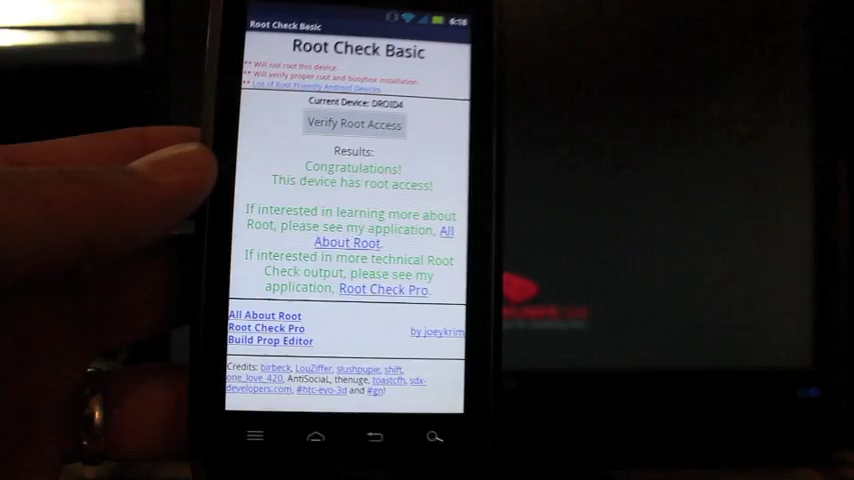 6:16
Root Check Basic
Root Check Basic
** Will not root this device.
** Will verify proper root and busybox installation.
** List of Root Friendly Android Devices
Current Device: DROID4
Verify Root Access
Results:
Congratulations!
This device has root access!
If interested in learning more about
Root, please see my application, All
About Root.
If interested in more technical Root
Check output, please see my
application, Root Check Pro.
All About Root
Root Check Pro
by joeykrim
Build Prop Editor
Credits: birbeck, LouZiffer, slushpupie, shift,
one_love_420, AntiSociaL, thenuge, toastcfh, sdx-
developers.com, #htc-evo-3d and #gn!